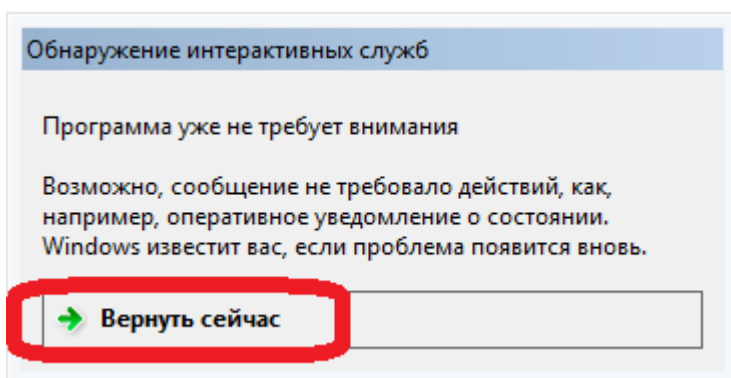 Обнаружение интерактивных служб
Программа уже не требует внимания
Возможно, сообщение не требовало действий, как,
например, оперативное уведомление о состоянии.
Windows известит вас, если проблема появится вновь.
Вернуть сейчас